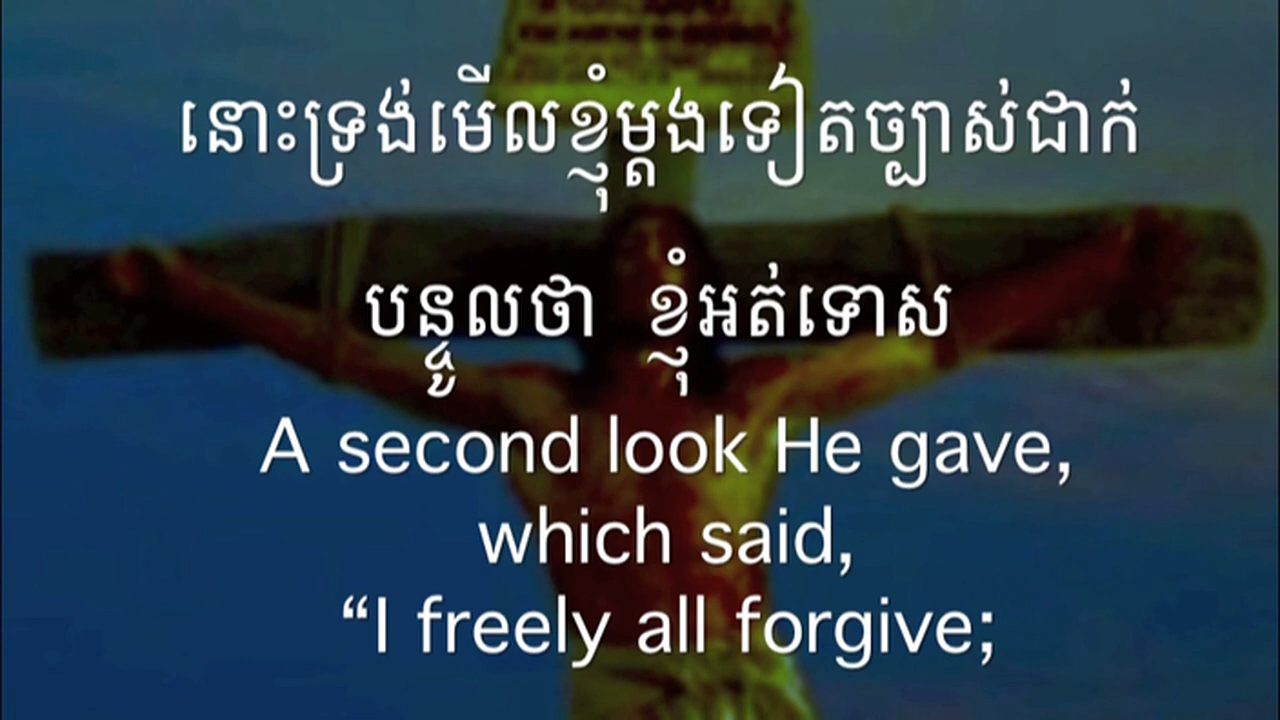 នោះទ្រង់មើលខ្ញុំម្តងទៀតច្បាស់ជាក់
បន្ទូលថា ខ្ញុំអត់ទោស
A second look He gave,
which said,
“I freely all forgive;